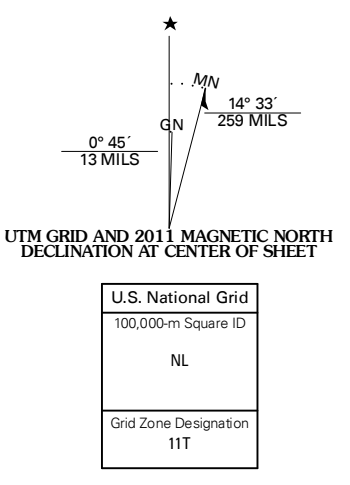 MN
GN
14° 33´
259 MILS
0° 45´
13 MILS
UTM GRID AND 2011 MAGNETIC NORTH
DECLINATION AT CENTER OF SHEET
U.S. National Grid
100,000-m Square ID
NL
Grid Zone Designation
11T